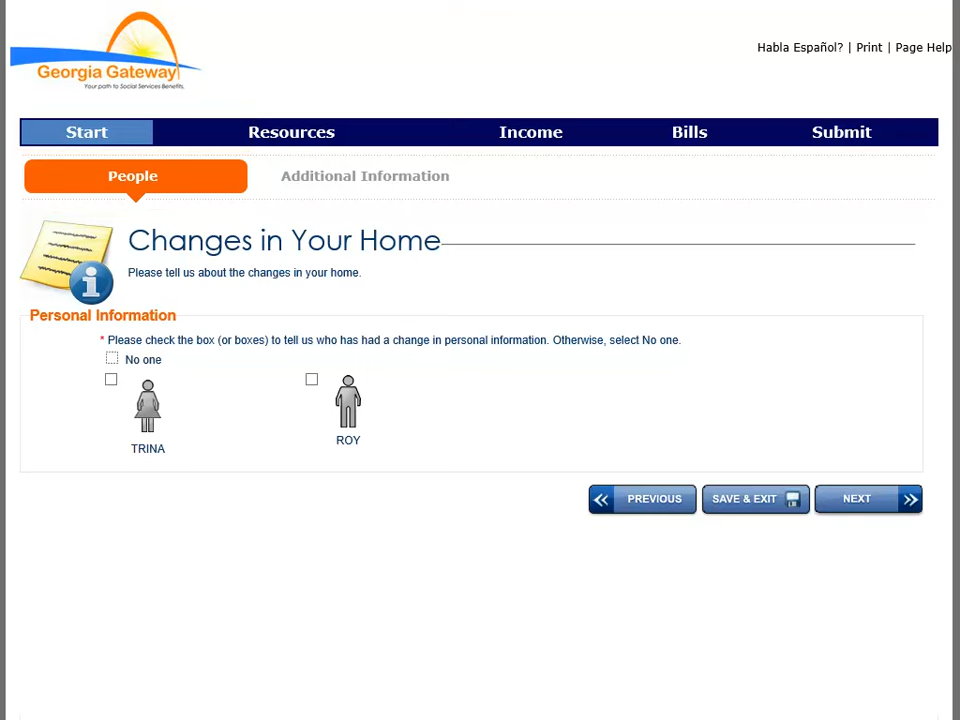 Georgia Gateway
Your path to Social Services Benefits.
Habla Español? | Print | Page Help
Start Resources Income Bills Submit
People Additional Information
Changes in Your Home
Please tell us about the changes in your home.
Personal Information
* Please check the box (or boxes) to tell us who has had a change in personal information. Otherwise, select No one.
No one
TRINA ROY
PREVIOUS SAVE & EXIT NEXT